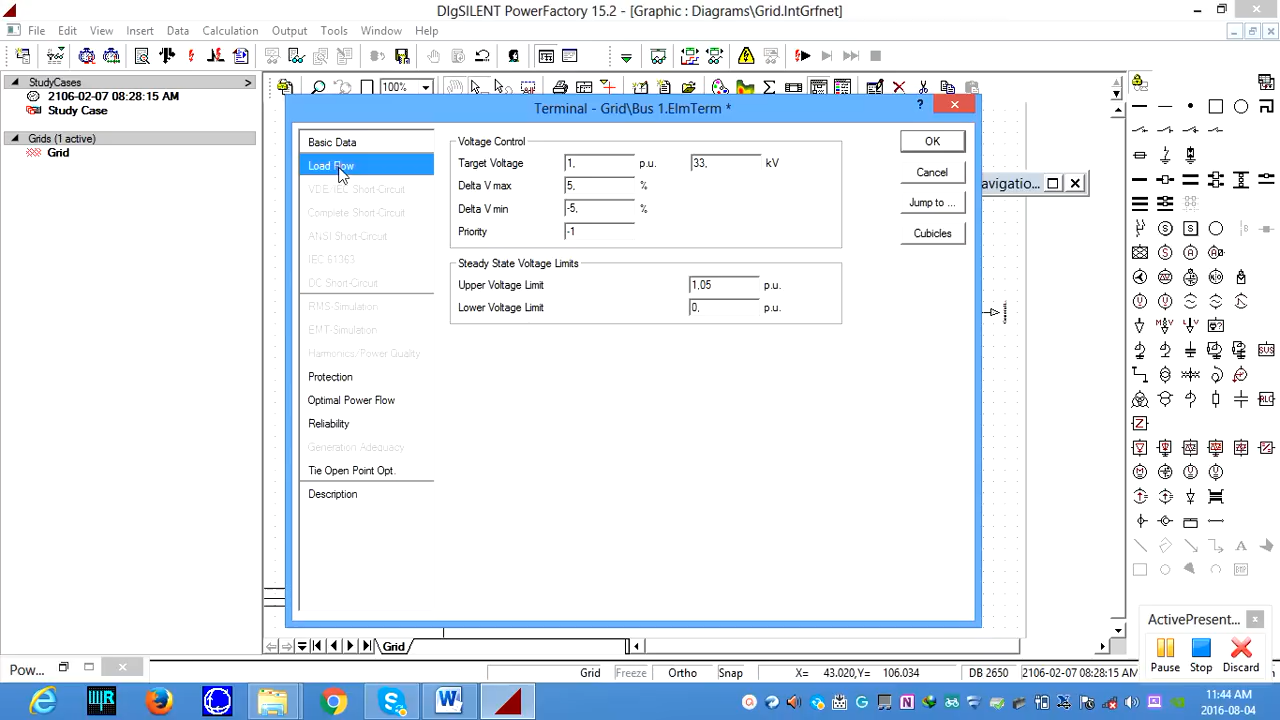 DIgSILENT PowerFactory 15.2 - [Graphic : Diagrams\Grid.IntGrfnet]
File Edit View Insert Data Calculation Output Tools Window Help
100%
StudyCases
2106-02-07 08:28:15 AM
Study Case
Grids (1 active)
Grid
Terminal - Grid\Bus 1.ElmTerm *
?
Basic Data
Load Flow
VDE, IEC Short-Circuit
Complete Short-Circuit
ANSI Short-Circuit
IEC 61363
DC Short-Circuit
RMS-Simulation
EMT-Simulation
Harmonics/Power Quality
Protection
Optimal Power Flow
Reliability
Generation Adequacy
Tie Open Point Opt.
Description
Voltage Control
Target Voltage 1, p.u. 33, kV
Delta V max 5, %
Delta V min -5, %
Priority -1
Steady State Voltage Limits
Upper Voltage Limit 1,05 p.u.
Lower Voltage Limit 0, p.u.
OK
Cancel
Jump to ...
Cubicles
avigatio...
Grid
ActivePresent...
Pause Stop Discard
Pow...
Grid Freeze Ortho Snap X= 43.020, Y= 106.034 DB 2650 2106-02-07 08:28:15 AM
11:44 AM
2016-08-04